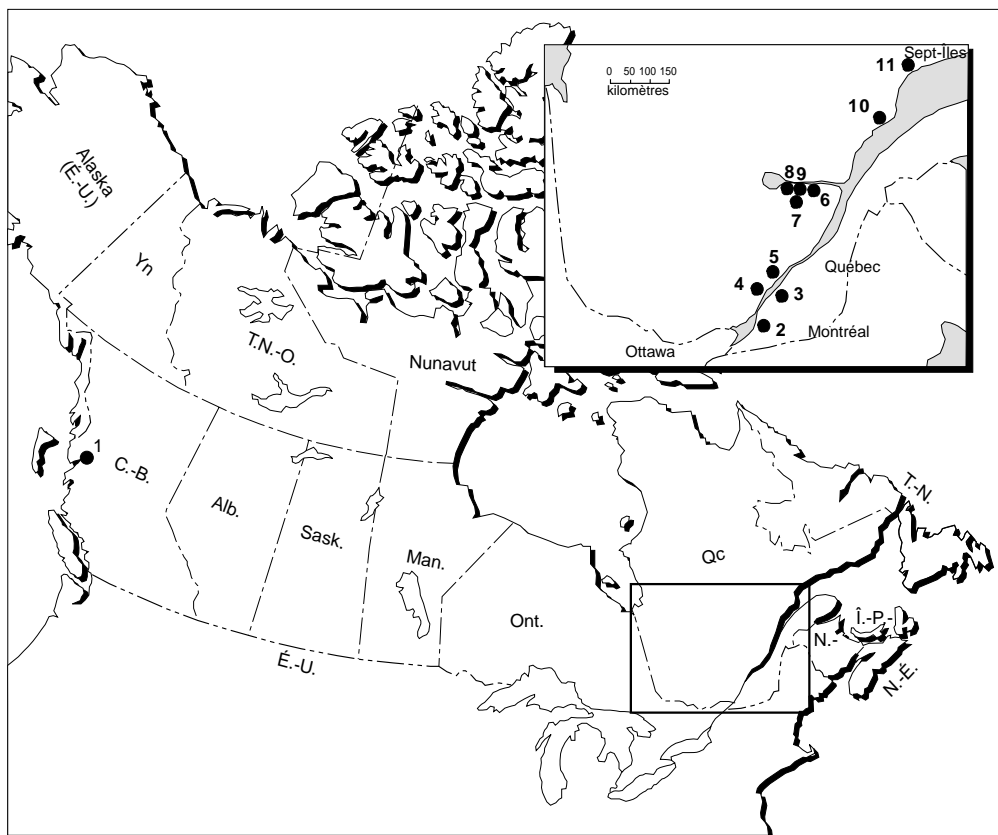 Sept-Îles
11
0 50 100 150
kilomètres
10
8 9
6
7
5
Québec
4
3
2
Montréal
Ottawa
Alaska
(É.-U.)
Yn
T.N.-O.
Nunavut
1
C.-B.
Alb.
Sask.
Man.
Ont.
Qc
T.-N.
Î.-P.-
N.-
N.-É.
É.-U.